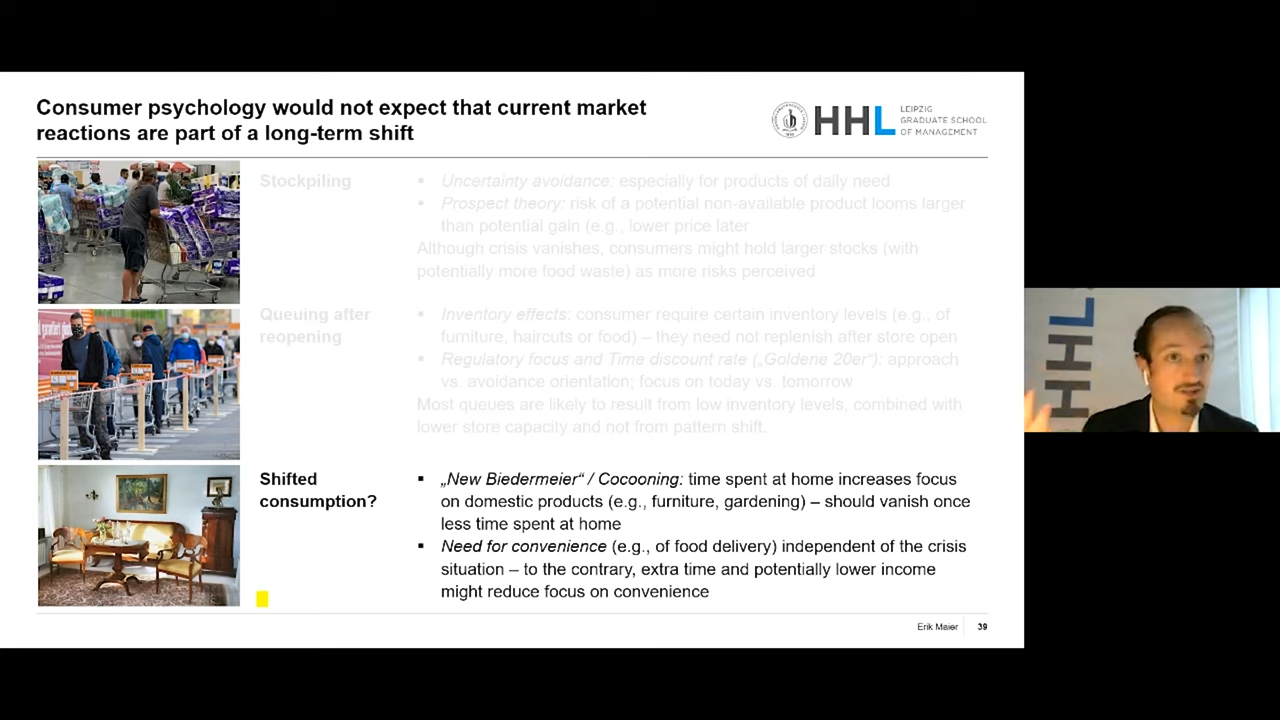 Consumer psychology would not expect that current market
reactions are part of a long-term shift
HHL
LEIPZIG
GRADUATE SCHOOL
OF MANAGEMENT
Stockpiling
▪ Uncertainty avoidance: especially for products of daily need
▪ Prospect theory: risk of a potential non-available product looms larger
than potential gain (e.g., lower price later
Although crisis vanishes, consumers might hold larger stocks (with
potentially more food waste) as more risks perceived
Queuing after
reopening
▪ Inventory effects: consumer require certain inventory levels (e.g., of
furniture, haircuts or food) – they need not replenish after store open
▪ Regulatory focus and Time discount rate („Goldene 20er“): approach
vs. avoidance orientation; focus on today vs. tomorrow
Most queues are likely to result from low inventory levels, combined with
lower store capacity and not from pattern shift.
Shifted
consumption?
▪ „New Biedermeier“ / Cocooning: time spent at home increases focus
on domestic products (e.g., furniture, gardening) – should vanish once
less time spent at home
▪ Need for convenience (e.g., of food delivery) independent of the crisis
situation – to the contrary, extra time and potentially lower income
might reduce focus on convenience
Erik Maier 39
HHL